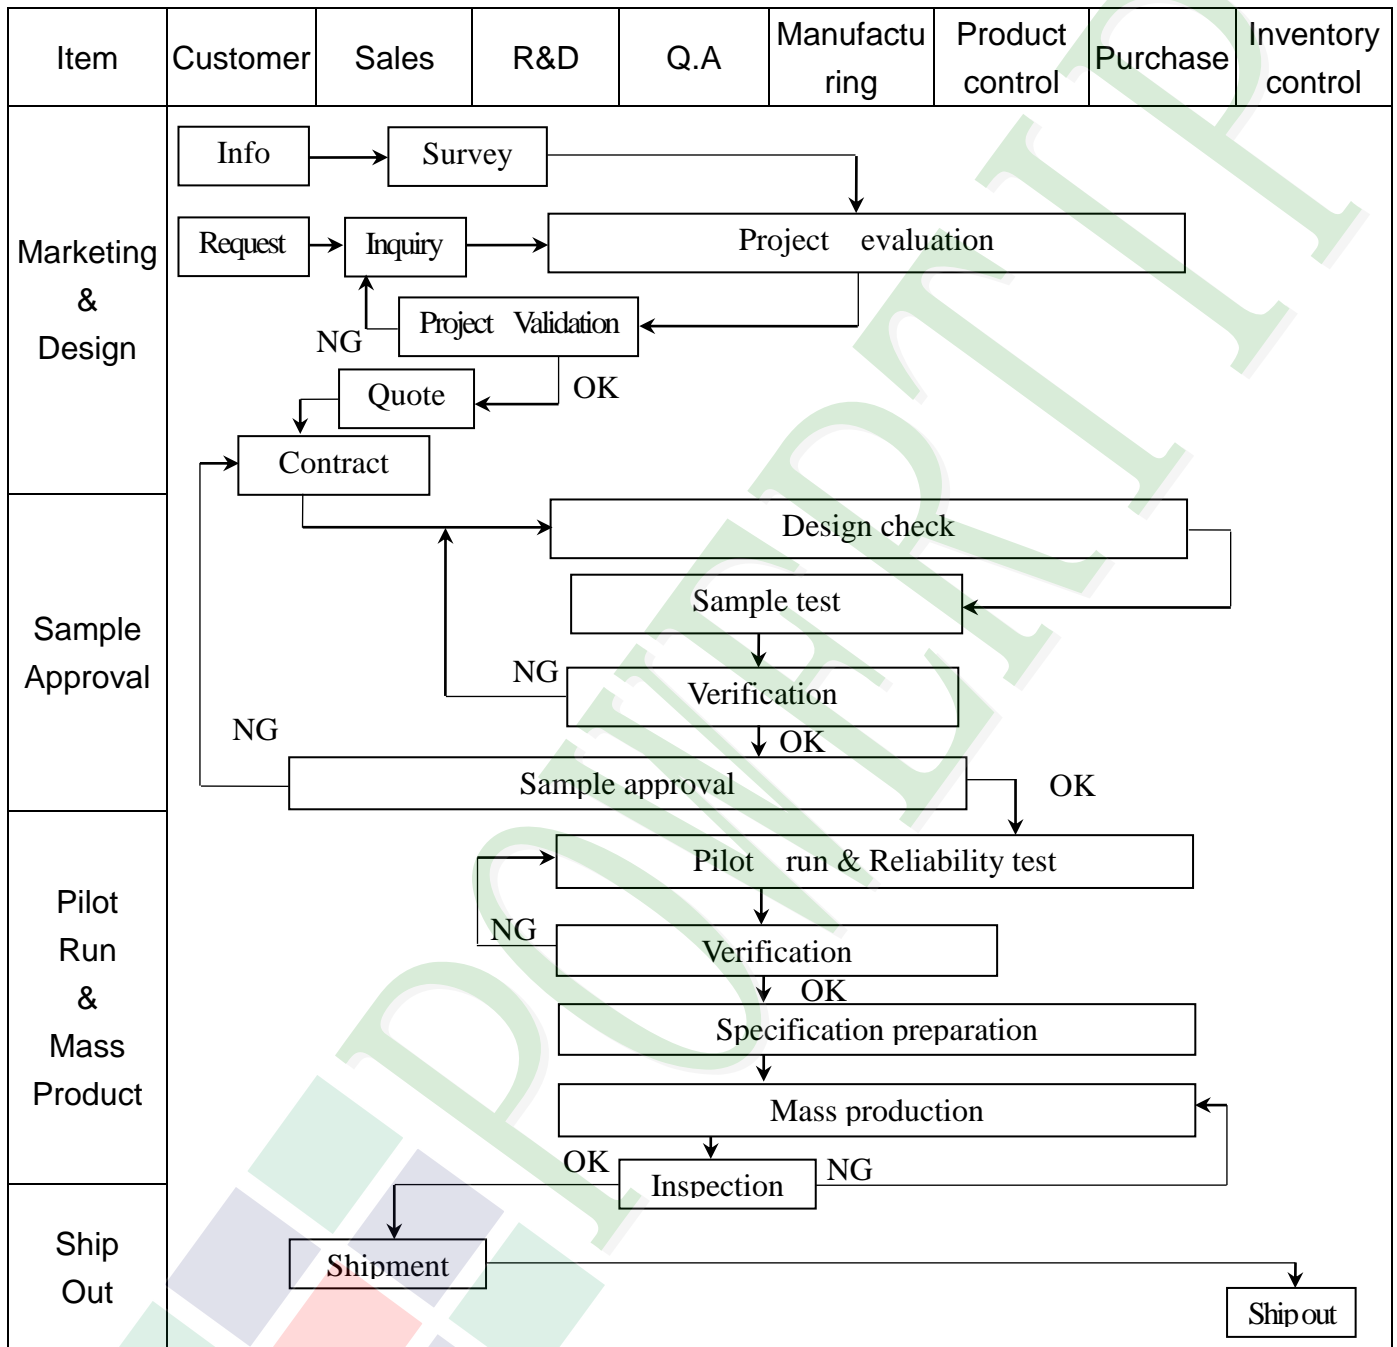 Item
Customer
Sales
R&D
Q.A
Manufactu
ring
Product
control
Purchase
Inventory
control
Marketing
&
Design
Info
Survey
Request
Inquiry
Project evaluation
Project Validation
NG
OK
Quote
Contract
Sample
Approval
Design check
Sample test
NG
Verification
NG
OK
Sample approval
OK
Pilot
Run
&
Mass
Product
Pilot run & Reliability test
NG
Verification
OK
Specification preparation
Mass production
OK
Inspection
NG
Ship
Out
Shipment
Ship out
POWERTIP